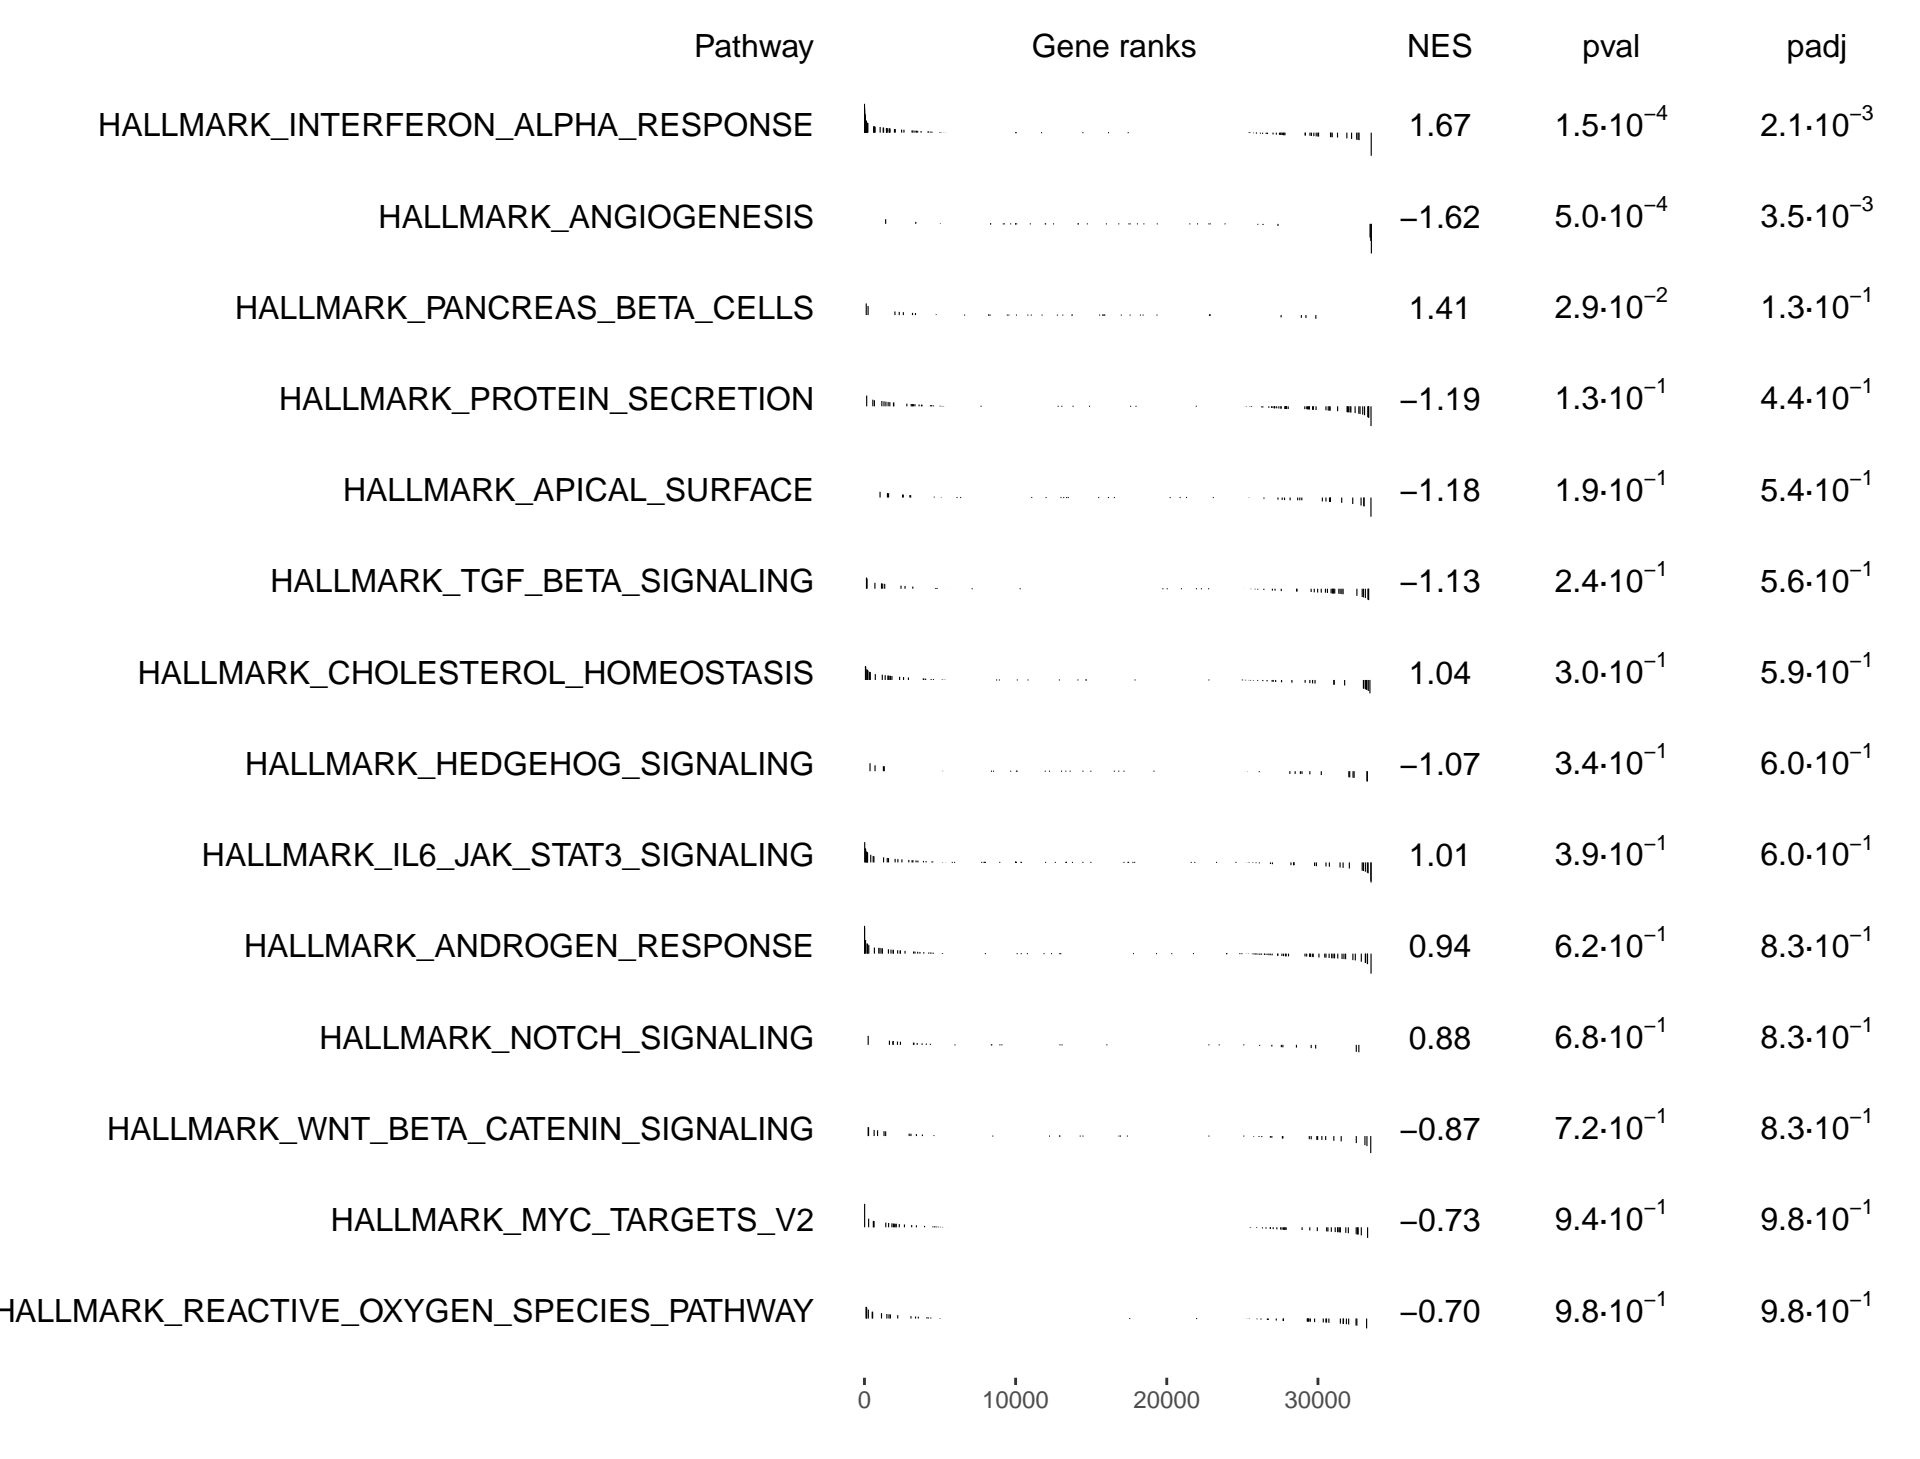 Pathway Gene ranks NES pval padj
HALLMARK_INTERFERON_ALPHA_RESPONSE 1.67 1.5·10⁻⁴ 2.1·10⁻³
HALLMARK_ANGIOGENESIS −1.62 5.0·10⁻⁴ 3.5·10⁻³
HALLMARK_PANCREAS_BETA_CELLS 1.41 2.9·10⁻² 1.3·10⁻¹
HALLMARK_PROTEIN_SECRETION −1.19 1.3·10⁻¹ 4.4·10⁻¹
HALLMARK_APICAL_SURFACE −1.18 1.9·10⁻¹ 5.4·10⁻¹
HALLMARK_TGF_BETA_SIGNALING −1.13 2.4·10⁻¹ 5.6·10⁻¹
HALLMARK_CHOLESTEROL_HOMEOSTASIS 1.04 3.0·10⁻¹ 5.9·10⁻¹
HALLMARK_HEDGEHOG_SIGNALING −1.07 3.4·10⁻¹ 6.0·10⁻¹
HALLMARK_IL6_JAK_STAT3_SIGNALING 1.01 3.9·10⁻¹ 6.0·10⁻¹
HALLMARK_ANDROGEN_RESPONSE 0.94 6.2·10⁻¹ 8.3·10⁻¹
HALLMARK_NOTCH_SIGNALING 0.88 6.8·10⁻¹ 8.3·10⁻¹
HALLMARK_WNT_BETA_CATENIN_SIGNALING −0.87 7.2·10⁻¹ 8.3·10⁻¹
HALLMARK_MYC_TARGETS_V2 −0.73 9.4·10⁻¹ 9.8·10⁻¹
HALLMARK_REACTIVE_OXYGEN_SPECIES_PATHWAY −0.70 9.8·10⁻¹ 9.8·10⁻¹
0 10000 20000 30000